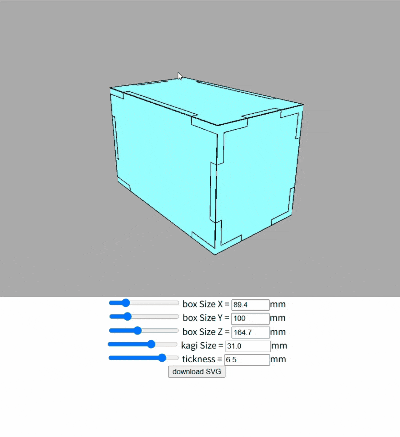 box Size X = 89.4 mm
box Size Y = 100 mm
box Size Z = 164.7 mm
kagi Size = 31.0 mm
tickness = 6.5 mm
download SVG